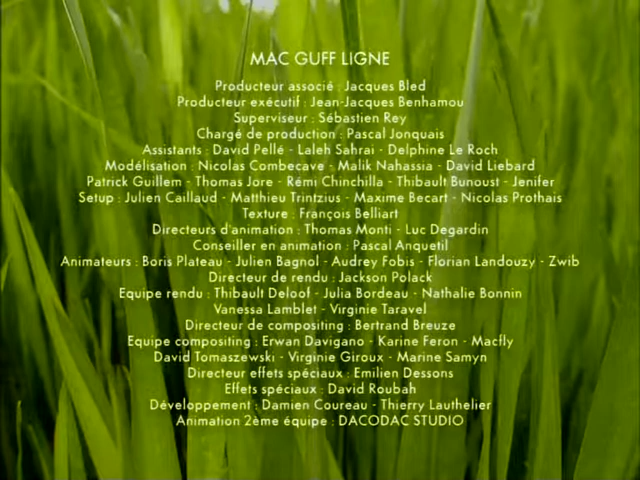 MAC GUFF LIGNE
Producteur associé : Jacques Bled
Producteur exécutif : Jean-Jacques Benhamou
Superviseur : Sébastien Rey
Chargé de production : Pascal Jonquais
Assistants : David Pellé - Laleh Sahrai - Delphine Le Roch
Modélisation : Nicolas Combecave - Malik Nahassia - David Liebard
Patrick Guillem - Thomas Jore - Rémi Chinchilla - Thibault Bunoust - Jenifer
Setup : Julien Caillaud - Matthieu Trintzius - Maxime Becart - Nicolas Prothais
Texture : François Belliart
Directeurs d'animation : Thomas Monti - Luc Degardin
Conseiller en animation : Pascal Anquetil
Animateurs : Boris Plateau - Julien Bagnol - Audrey Fobis - Florian Landouzy - Zwib
Directeur de rendu : Jackson Polack
Equipe rendu : Thibault Deloof - Julia Bordeau - Nathalie Bonnin
Vanessa Lamblet - Virginie Taravel
Directeur de compositing : Bertrand Breuze
Equipe compositing : Erwan Davigano - Karine Feron - Macfly
David Tomaszewski - Virginie Giroux - Marine Samyn
Directeur effets spéciaux : Emilien Dessons
Effets spéciaux : David Roubah
Développement : Damien Coureau - Thierry Lauthelier
Animation 2ème équipe : DACODAC STUDIO